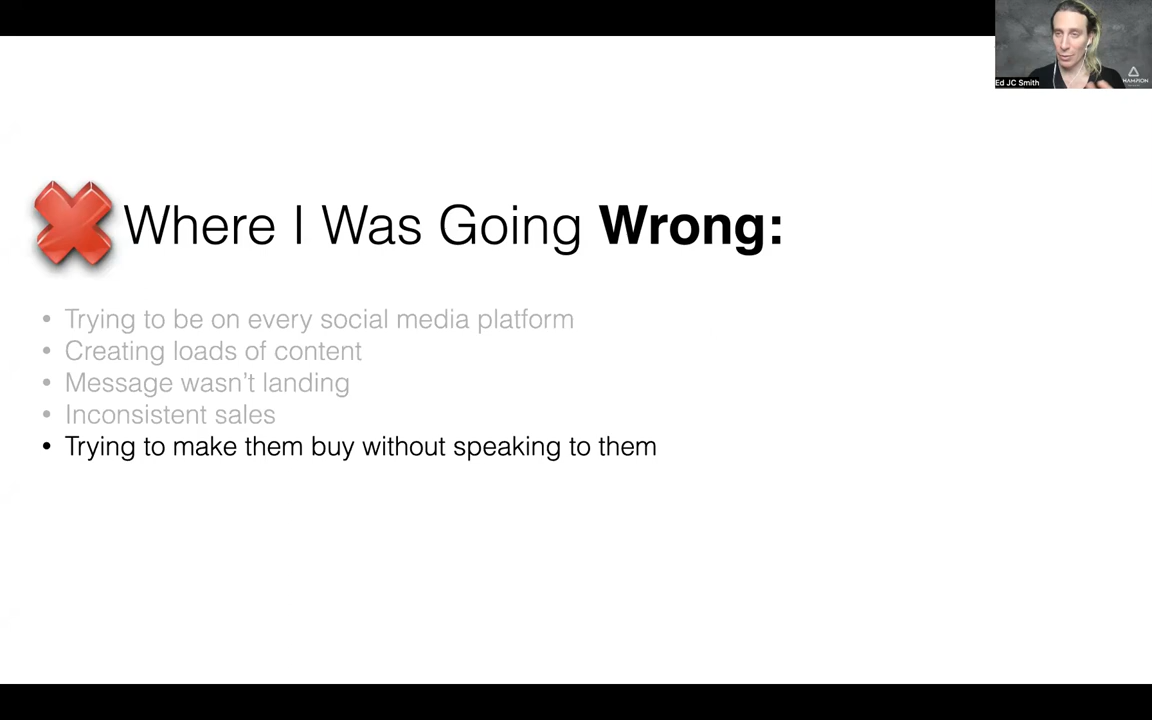 Ed JC Smith
Where I Was Going Wrong:
• Trying to be on every social media platform
• Creating loads of content
• Message wasn’t landing
• Inconsistent sales
• Trying to make them buy without speaking to them